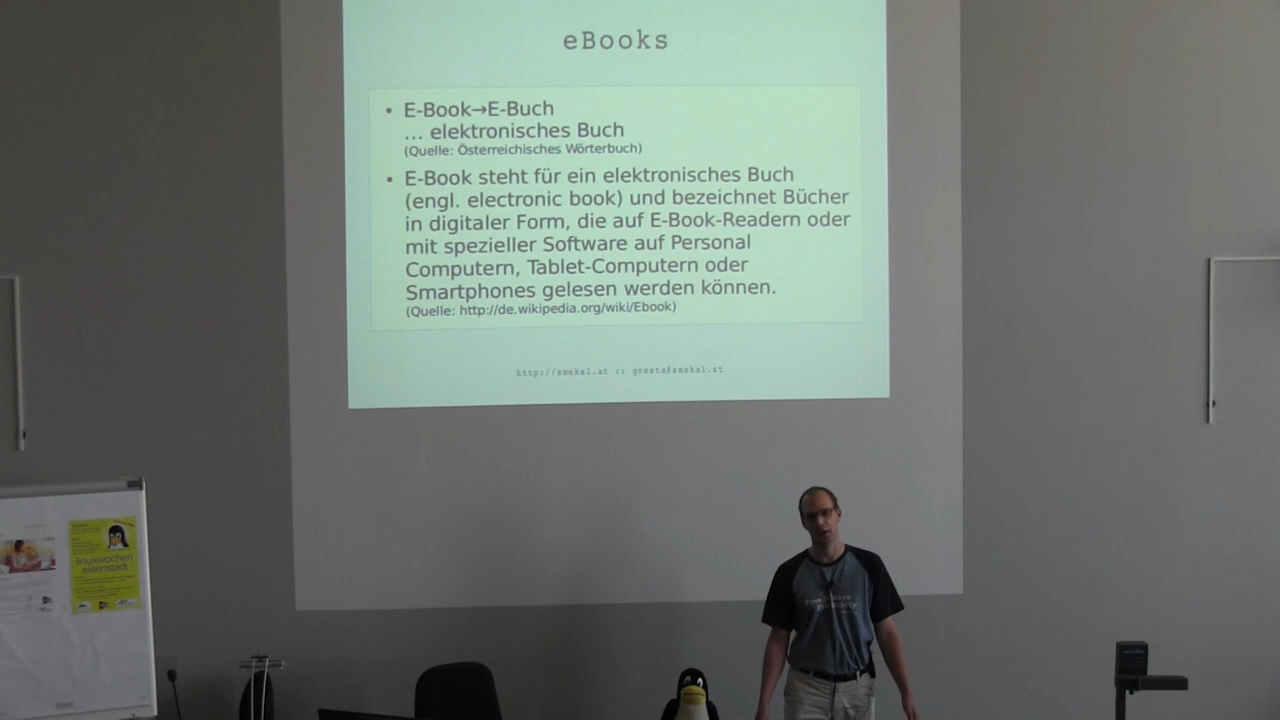 eBooks
• E-Book→E-Buch
... elektronisches Buch
(Quelle: Österreichisches Wörterbuch)
• E-Book steht für ein elektronisches Buch
(engl. electronic book) und bezeichnet Bücher
in digitaler Form, die auf E-Book-Readern oder
mit spezieller Software auf Personal
Computern, Tablet-Computern oder
Smartphones gelesen werden können.
(Quelle: http://de.wikipedia.org/wiki/Ebook)
http://smekal.at :: goesta@smekal.at
linuxwochen
eisenstadt